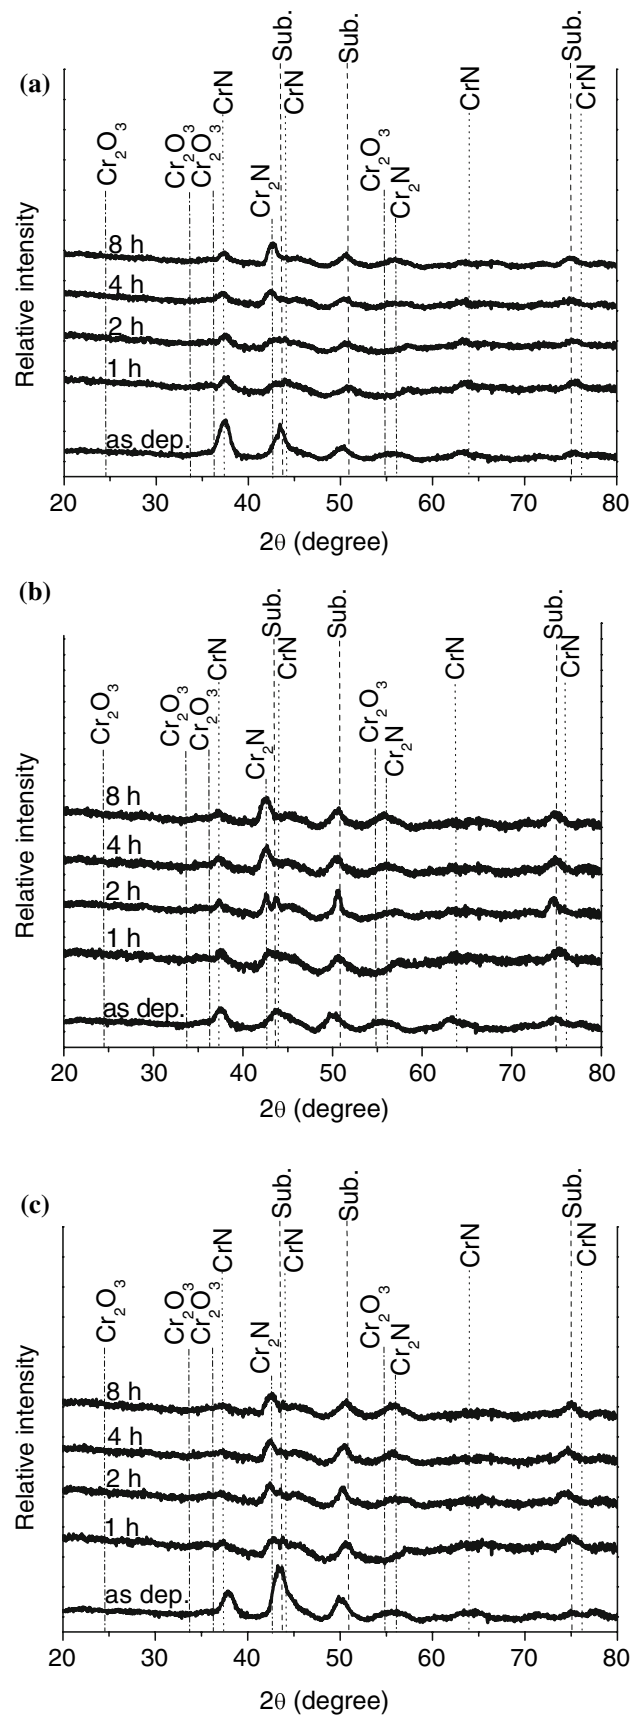 (a)
Relative intensity
Cr2O3
Cr2O3
Cr2O3
CrN
Cr2N
Sub.
CrN
Sub.
Cr2O3
Cr2N
CrN
Sub.
CrN
8 h
4 h
2 h
1 h
as dep.
20 30 40 50 60 70 80
2θ (degree)
(b)
Relative intensity
Cr2O3
Cr2O3
Cr2O3
CrN
Cr2N
Sub.
CrN
Sub.
Cr2O3
Cr2N
CrN
Sub.
CrN
8 h
4 h
2 h
1 h
as dep.
20 30 40 50 60 70 80
2θ (degree)
(c)
Relative intensity
Cr2O3
Cr2O3
Cr2O3
CrN
Cr2N
Sub.
CrN
Sub.
Cr2O3
Cr2N
CrN
Sub.
CrN
8 h
4 h
2 h
1 h
as dep.
20 30 40 50 60 70 80
2θ (degree)